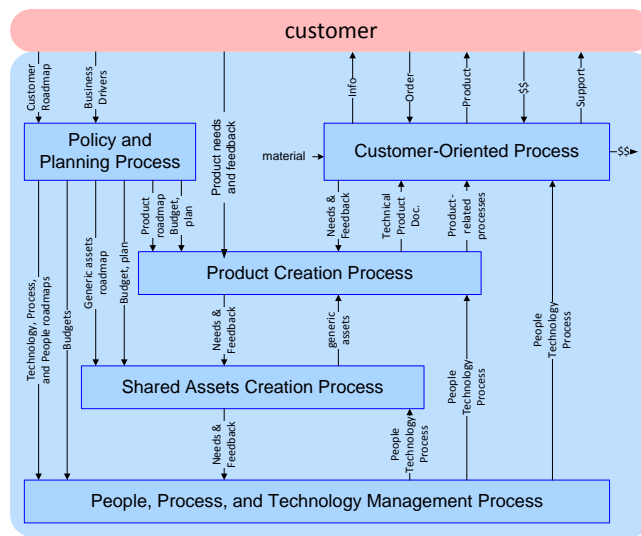 customer
Customer
Roadmap
Business
Drivers
Product needs
and feedback
Info
Order
Product
$$
Support
Policy and
Planning Process
material
Customer-Oriented Process
$$
Technology, Process,
and People roadmaps
Budgets
Generic assets
roadmap
Budget, plan
Product
roadmap
Budget,
plan
Needs &
Feedback
Technical
Product
Doc.
Product-
related
processes
Product Creation Process
Needs &
Feedback
generic
assets
People
Technology
Process
People
Technology
Process
Shared Assets Creation Process
Needs &
Feedback
People
Technology
Process
People, Process, and Technology Management Process